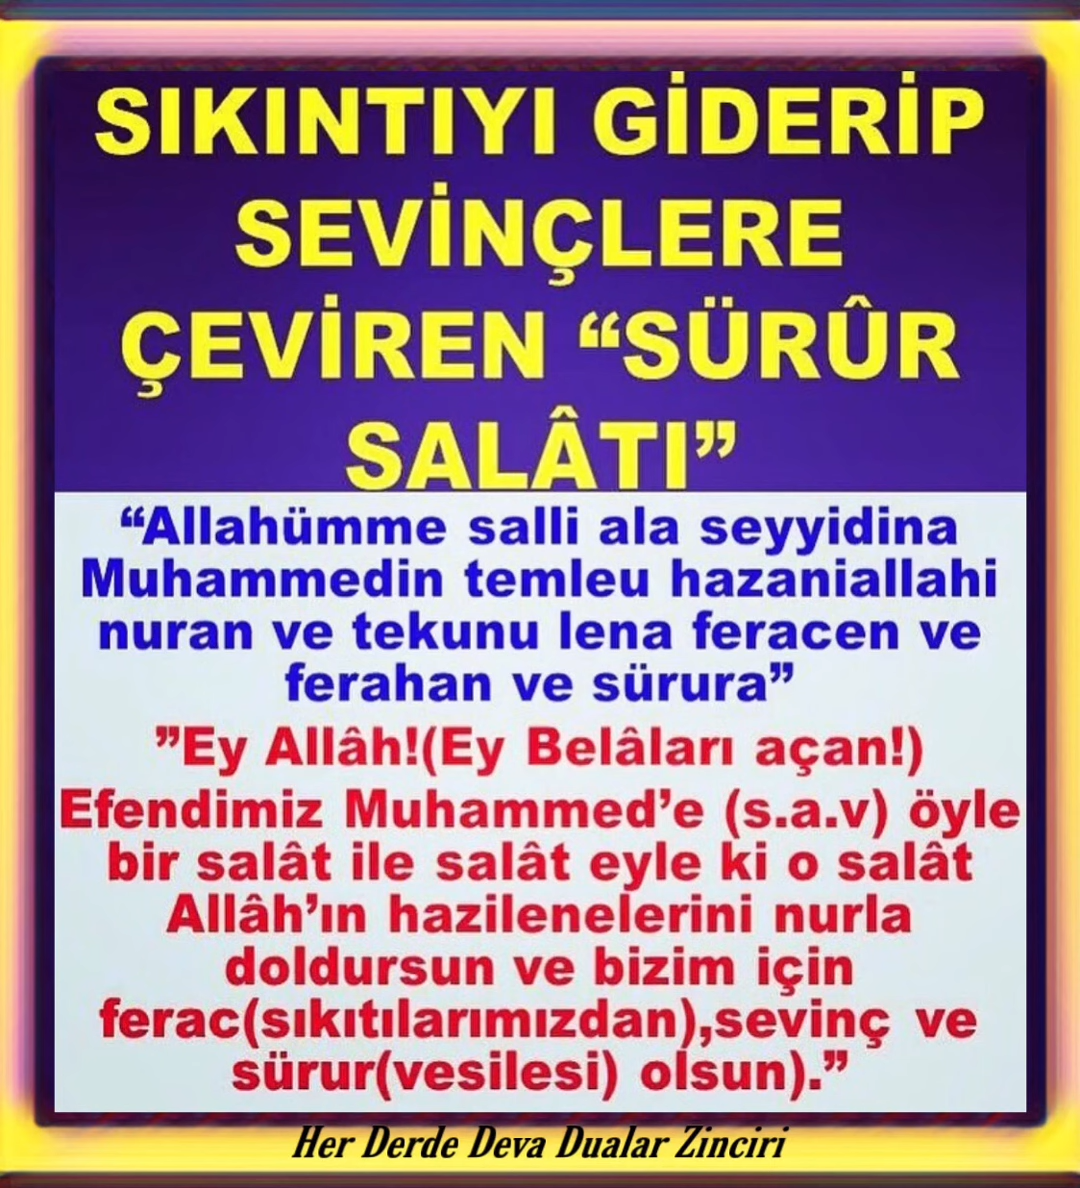 SIKINTIYI GİDERİP
SEVİNÇLERE
ÇEVİREN “SÜRÛR
SALÂTI”
“Allahümme salli ala seyyidina
Muhammedin temleu hazaniallahi
nuran ve tekunu lena feracen ve
ferahan ve sürura”
”Ey Allâh!(Ey Belâları açan!)
Efendimiz Muhammed’e (s.a.v) öyle
bir salât ile salât eyle ki o salât
Allâh’ın hazilenelerini nurla
doldursun ve bizim için
ferac(sıkıtılarımızdan),sevinç ve
sürur(vesilesi) olsun).”
Her Derde Deva Dualar Zinciri